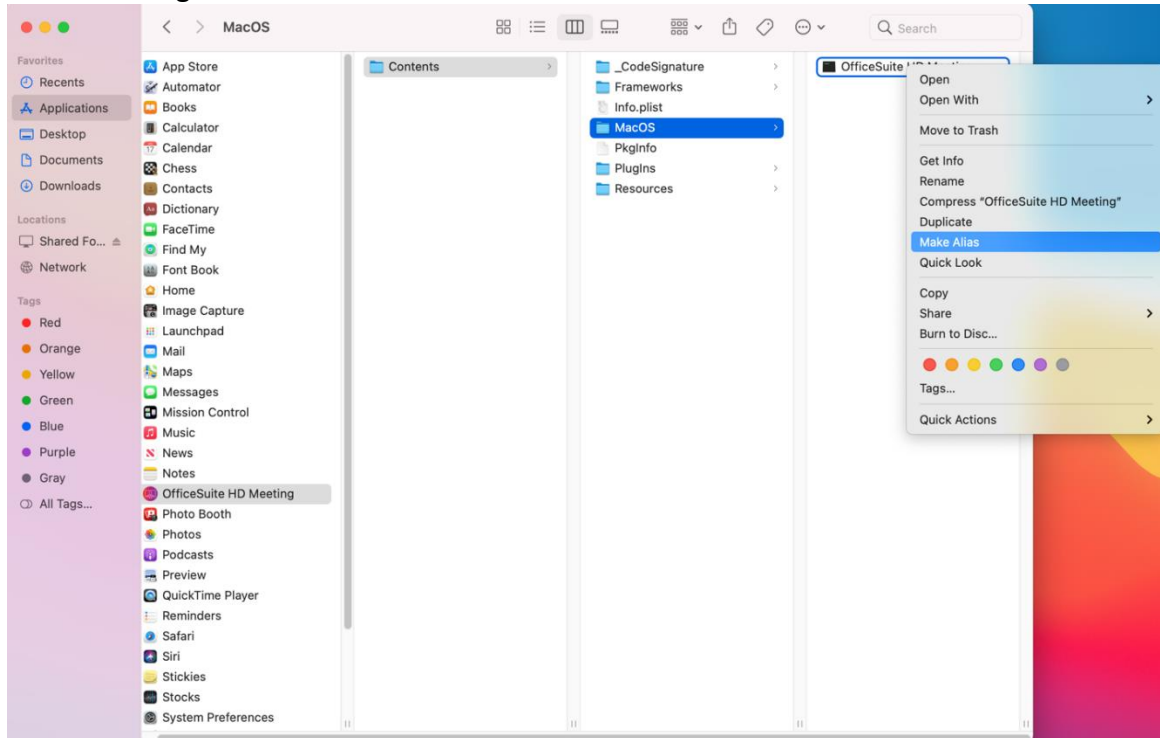 MacOS
Search
Favorites
Recents
Applications
Desktop
Documents
Downloads
Locations
Shared Fo...
Network
Tags
Red
Orange
Yellow
Green
Blue
Purple
Gray
All Tags...
App Store
Automator
Books
Calculator
Calendar
Chess
Contacts
Dictionary
FaceTime
Find My
Font Book
Home
Image Capture
Launchpad
Mail
Maps
Messages
Mission Control
Music
News
Notes
OfficeSuite HD Meeting
Photo Booth
Photos
Podcasts
Preview
QuickTime Player
Reminders
Safari
Siri
Stickies
Stocks
System Preferences
Contents
_CodeSignature
Frameworks
Info.plist
MacOS
PkgInfo
PlugIns
Resources
OfficeSuite HD Meeting
Open
Open With
Move to Trash
Get Info
Rename
Compress "OfficeSuite HD Meeting"
Duplicate
Make Alias
Quick Look
Copy
Share
Burn to Disc...
Tags...
Quick Actions